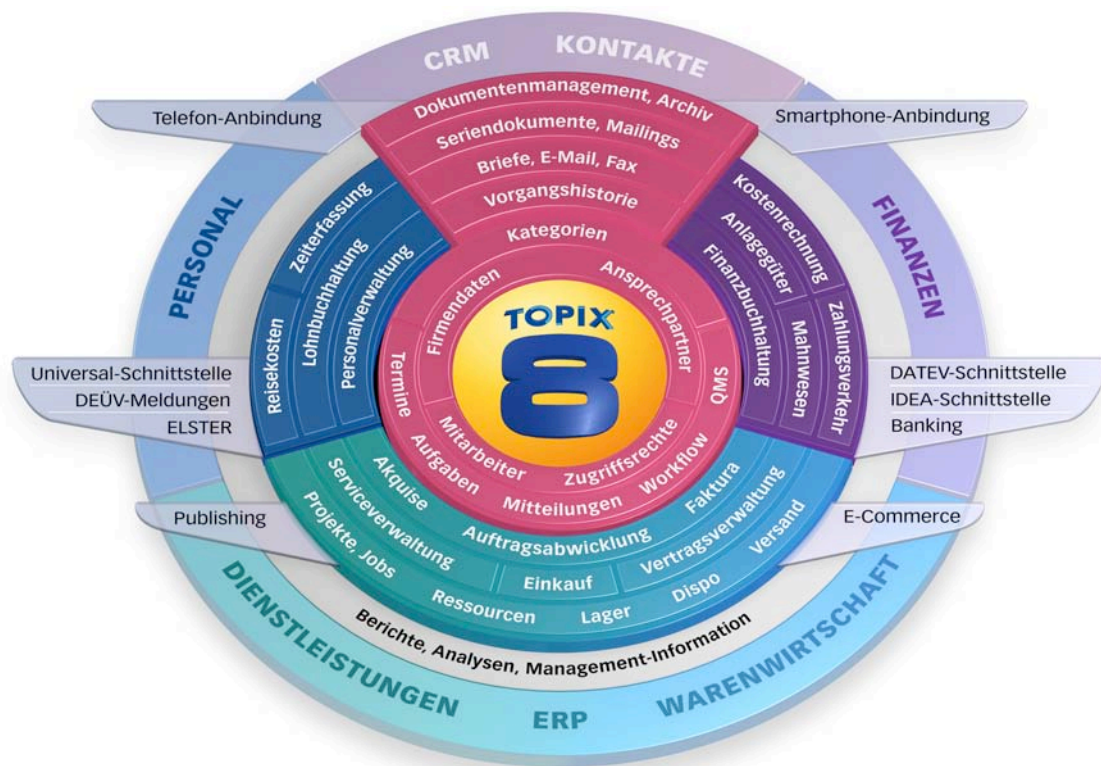 CRM KONTAKTE
Dokumentenmanagement, Archiv
Seriendokumente, Mailings
Briefe, E-Mail, Fax
Vorgangshistorie
Kategorien
Telefon-Anbindung
Smartphone-Anbindung
PERSONAL
Zeiterfassung
Reisekosten
Lohnbuchhaltung
Personalverwaltung
FINANZEN
Kostenrechnung
Zahlungsverkehr
Anlagegüter
Mahnwesen
Finanzbuchhaltung
Firmendaten
Ansprechpartner
TOPIX
8
Termine
QMS
Mitarbeiter
Zugriffsrechte
Aufgaben
Mitteilungen
Workflow
Universal-Schnittstelle
DEÜV-Meldungen
ELSTER
DATEV-Schnittstelle
IDEA-Schnittstelle
Banking
Publishing
E-Commerce
Akquise
Auftragsabwicklung
Faktura
Serviceverwaltung
Einkauf
Vertragsverwaltung
Projekte, Jobs
Ressourcen
Lager
Dispo
Versand
Berichte, Analysen, Management-Information
DIENSTLEISTUNGEN
ERP
WARENWIRTSCHAFT